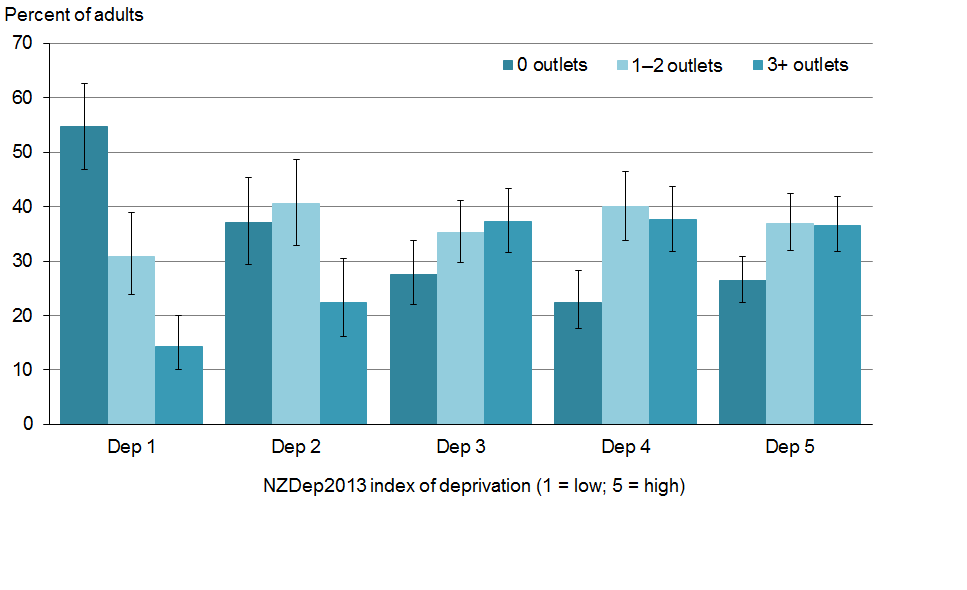 Percent of adults
0 outlets 1–2 outlets 3+ outlets
70
60
50
40
30
20
10
0
Dep 1 Dep 2 Dep 3 Dep 4 Dep 5
NZDep2013 index of deprivation (1 = low; 5 = high)